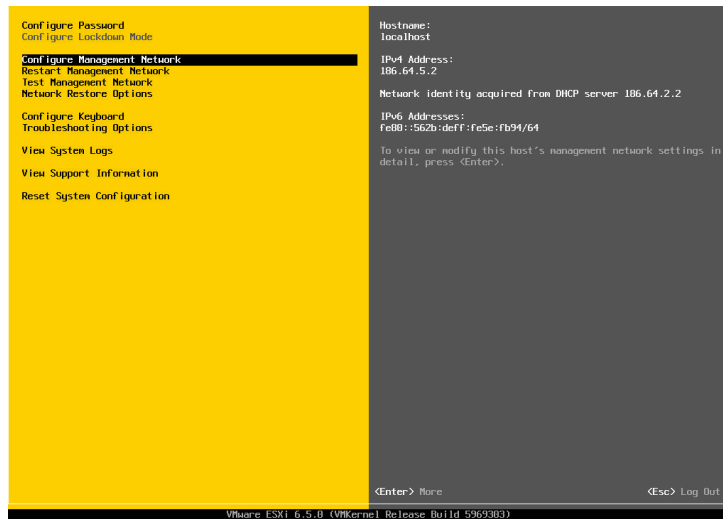 Configure Password
Configure Lockdown Mode
Configure Management Network
Restart Management Network
Test Management Network
Network Restore Options
Configure Keyboard
Troubleshooting Options
View System Logs
View Support Information
Reset System Configuration
Hostname:
localhost
IPv4 Address:
186.64.5.2
Network identity acquired from DHCP server 186.64.2.2
IPv6 Addresses:
fe80::562b:deff:fe5e:fb94/64
To view or modify this host's management network settings in
detail, press <Enter>.
<Enter> More
<Esc> Log Out
VMware ESXi 6.5.0 (VMKernel Release Build 5969303)